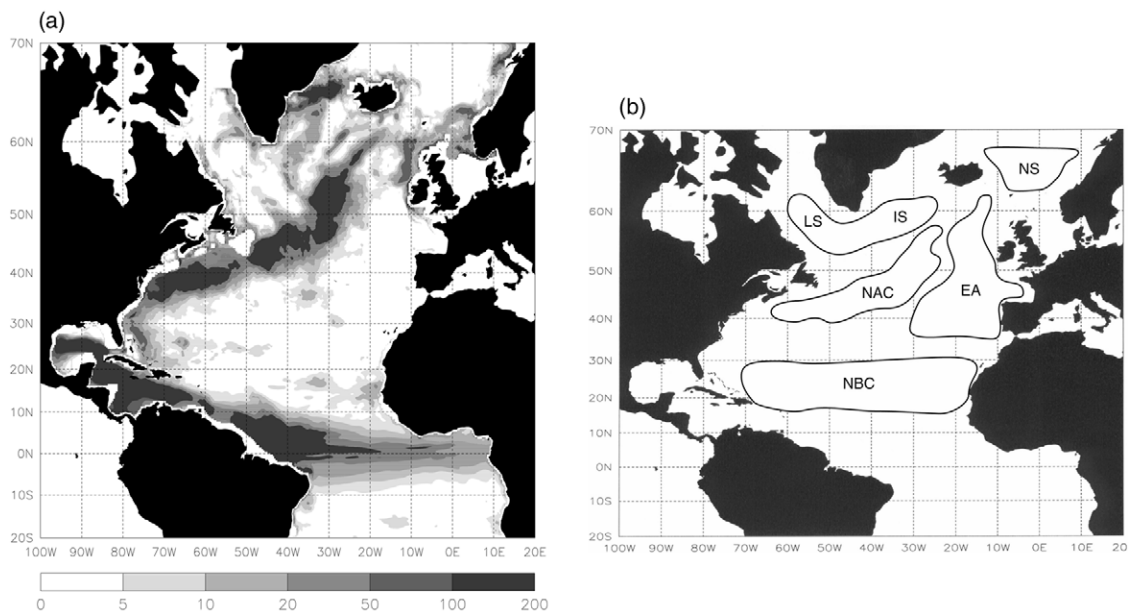 (a)
70N
60N
50N
40N
30N
20N
10N
0N
10S
20S
100W 90W 80W 70W 60W 50W 40W 30W 20W 10W 0E 10E 20E
0 5 10 20 50 100 200
(b)
70N
60N
50N
40N
30N
20N
10N
0N
10S
20S
100W 90W 80W 70W 60W 50W 40W 30W 20W 10W 0E 10E 20
NS
LS IS
NAC EA
NBC